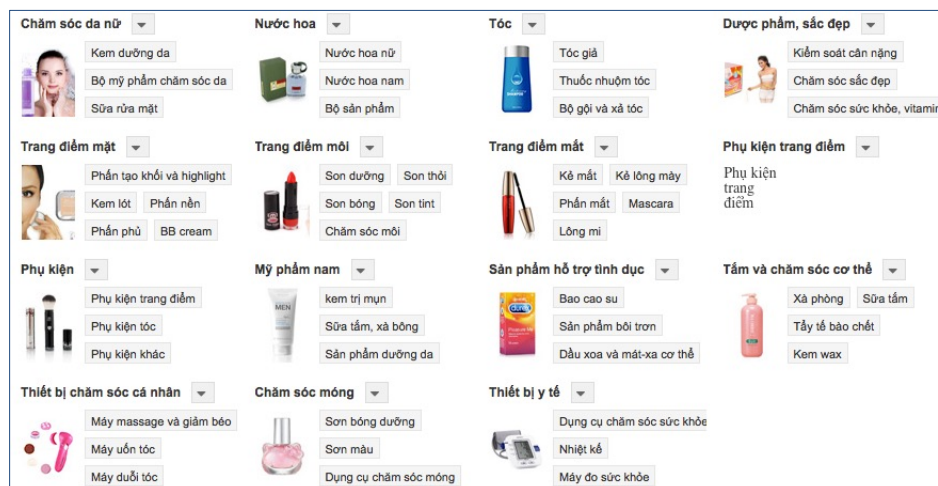 Chăm sóc da nữ
Kem dưỡng da
Bộ mỹ phẩm chăm sóc da
Sữa rửa mặt
Nước hoa
Nước hoa nữ
Nước hoa nam
Bộ sản phẩm
Tóc
Tóc giả
Thuốc nhuộm tóc
Bộ gội và xả tóc
Dược phẩm, sắc đẹp
Kiểm soát cân nặng
Chăm sóc sắc đẹp
Chăm sóc sức khỏe, vitamin
Trang điểm mặt
Phấn tạo khối và highlight
Kem lót Phấn nền
Phấn phủ BB cream
Trang điểm môi
Son dưỡng Son thỏi
Son bóng Son tint
Chăm sóc môi
Trang điểm mắt
Kẻ mắt Kẻ lông mày
Phấn mắt Mascara
Lông mi
Phụ kiện trang điểm
Phụ kiện
trang
điểm
Phụ kiện
Phụ kiện trang điểm
Phụ kiện tóc
Phụ kiện khác
Mỹ phẩm nam
MEN
kem trị mụn
Sữa tắm, xà bông
Sản phẩm dưỡng da
Sản phẩm hỗ trợ tình dục
durex
Bao cao su
Sản phẩm bôi trơn
Dầu xoa và mát-xa cơ thể
Tắm và chăm sóc cơ thể
Xà phòng Sữa tắm
Tẩy tế bào chết
Kem wax
Thiết bị chăm sóc cá nhân
Máy massage và giảm béo
Máy uốn tóc
Máy duỗi tóc
Chăm sóc móng
Sơn bóng dưỡng
Sơn màu
Dụng cụ chăm sóc móng
Thiết bị y tế
Dụng cụ chăm sóc sức khỏe
Nhiệt kế
Máy đo sức khỏe